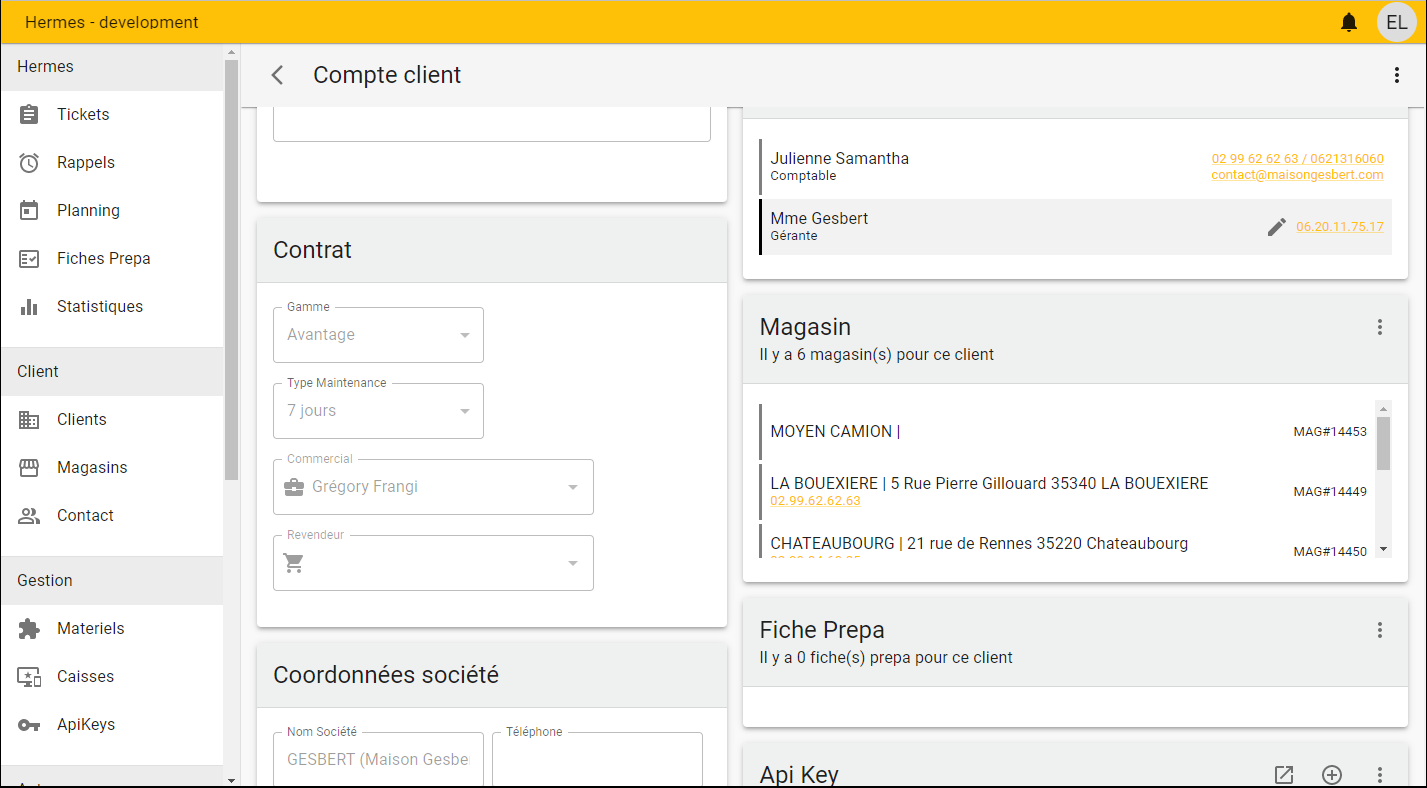 Hermes - development
EL
Hermes
Tickets
Rappels
Planning
Fiches Prepa
Statistiques
Client
Clients
Magasins
Contact
Gestion
Materiels
Caisses
ApiKeys
Compte client
Contrat
Gamme
Avantage
Type Maintenance
7 jours
Commercial
Grégory Frangi
Revendeur
Coordonnées société
Nom Société
GESBERT (Maison Gesbe
Téléphone
Julienne Samantha
Comptable
02 99 62 62 63 / 0621316060
contact@maisongesbert.com
Mme Gesbert
Gérante
06.20.11.75.17
Magasin
Il y a 6 magasin(s) pour ce client
MOYEN CAMION |
MAG#14453
LA BOUEXIERE | 5 Rue Pierre Gillouard 35340 LA BOUEXIERE
02.99.62.62.63
MAG#14449
CHATEAUBOURG | 21 rue de Rennes 35220 Chateaubourg
MAG#14450
Fiche Prepa
Il y a 0 fiche(s) prepa pour ce client
Api Key